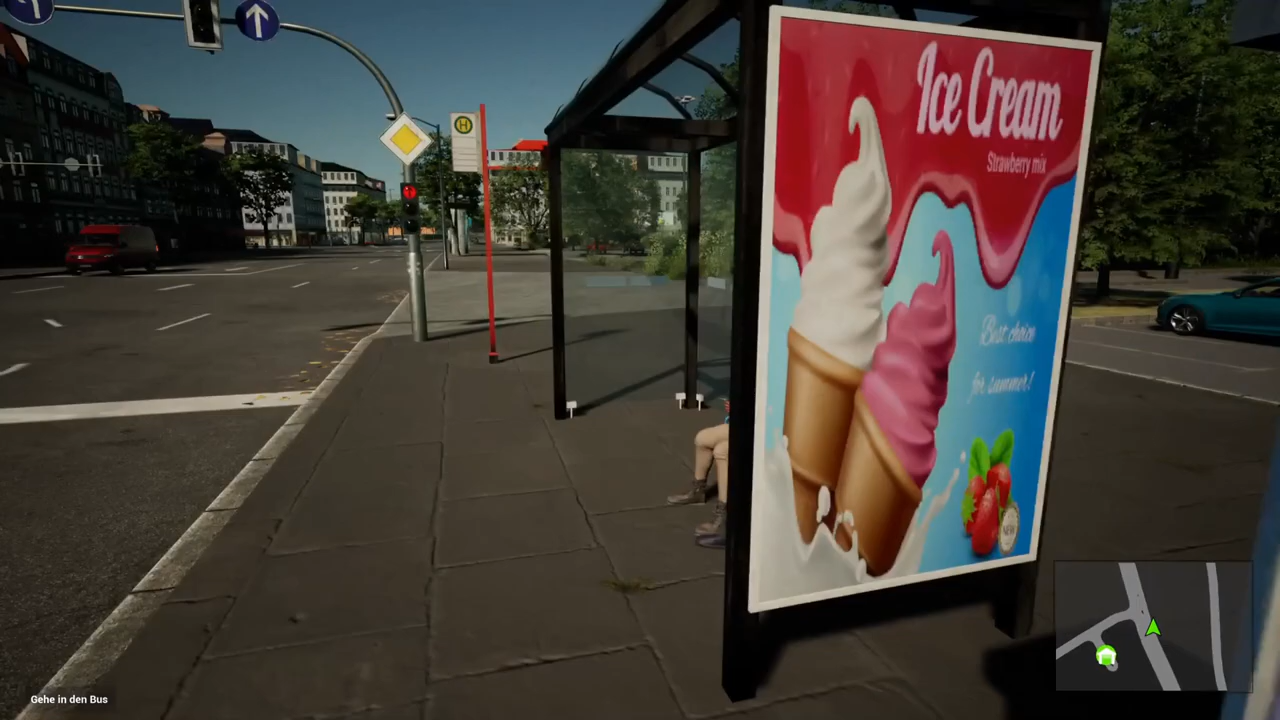 H
Ice Cream
Strawberry mix
Best choice
for summer!
Gehe in den Bus